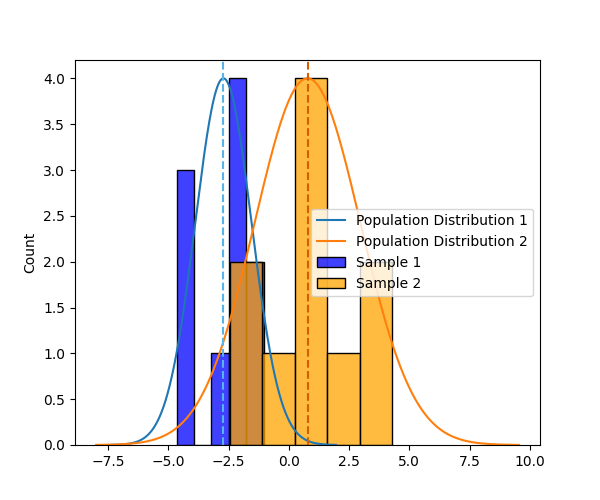 4.0
3.5
3.0
2.5
2.0
1.5
1.0
0.5
0.0
Count
Population Distribution 1
Population Distribution 2
Sample 1
Sample 2
−7.5 −5.0 −2.5 0.0 2.5 5.0 7.5 10.0